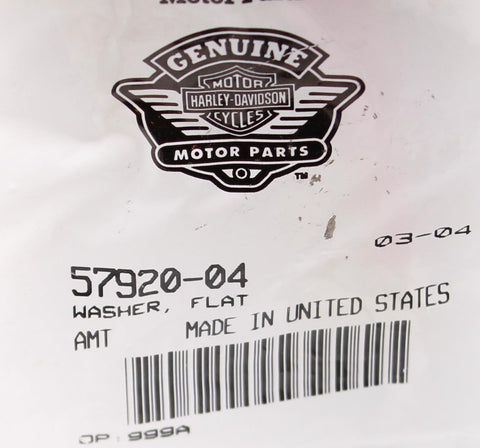 GENUINE
MOTOR
HARLEY-DAVIDSON
CYCLES
MOTOR PARTS
TM
03-04
57920-04
WASHER, FLAT
AMT MADE IN UNITED STATES
OP: 999A